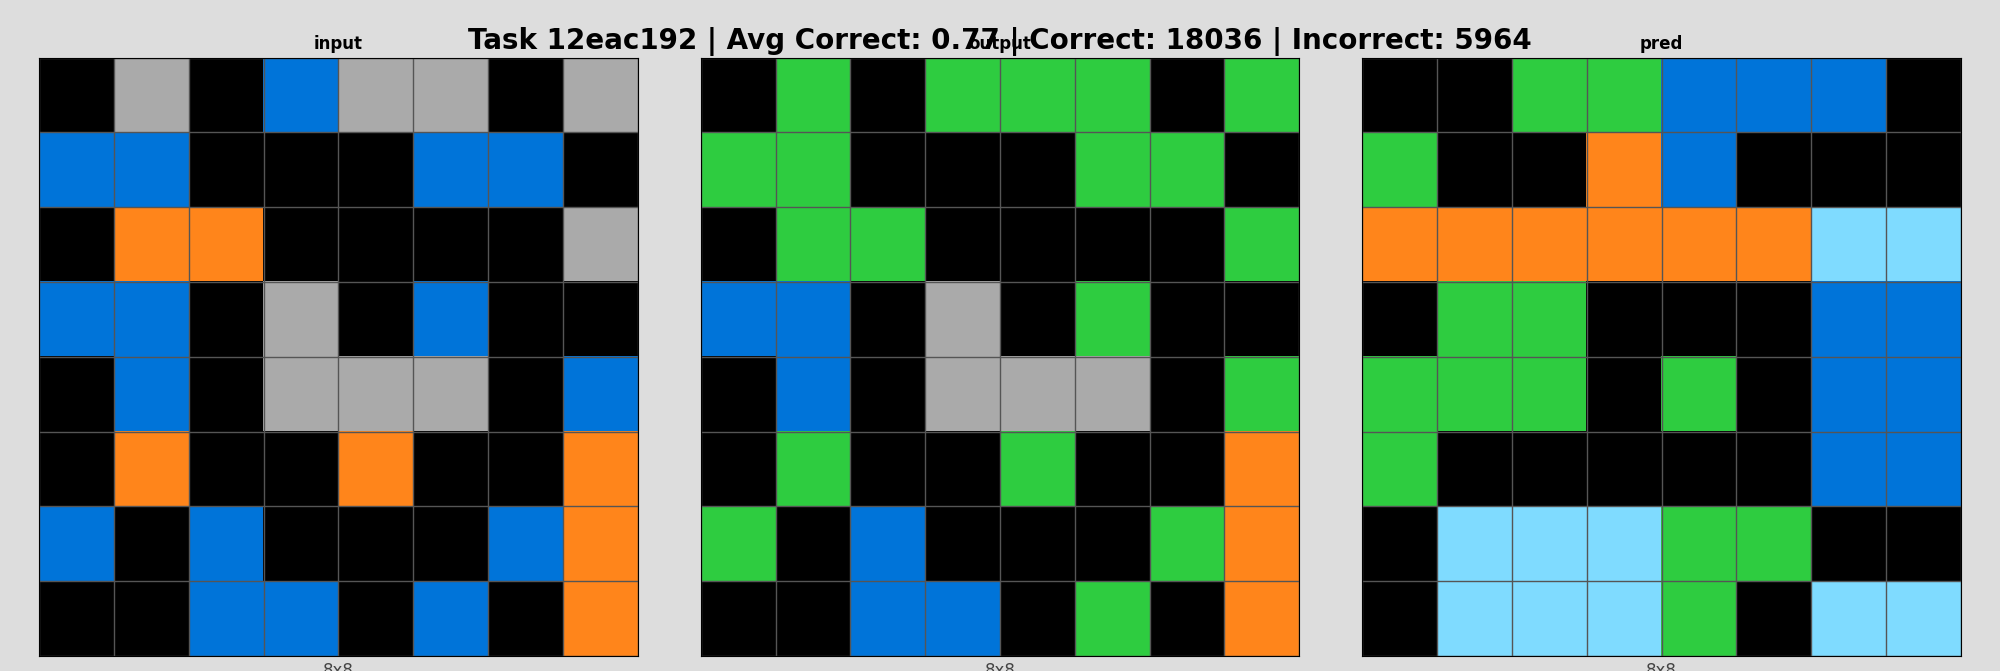 Task 12eac192 | Avg Correct: 0.77 | Correct: 18036 | Incorrect: 5964
input
output
pred
8x8
8x8
8x8